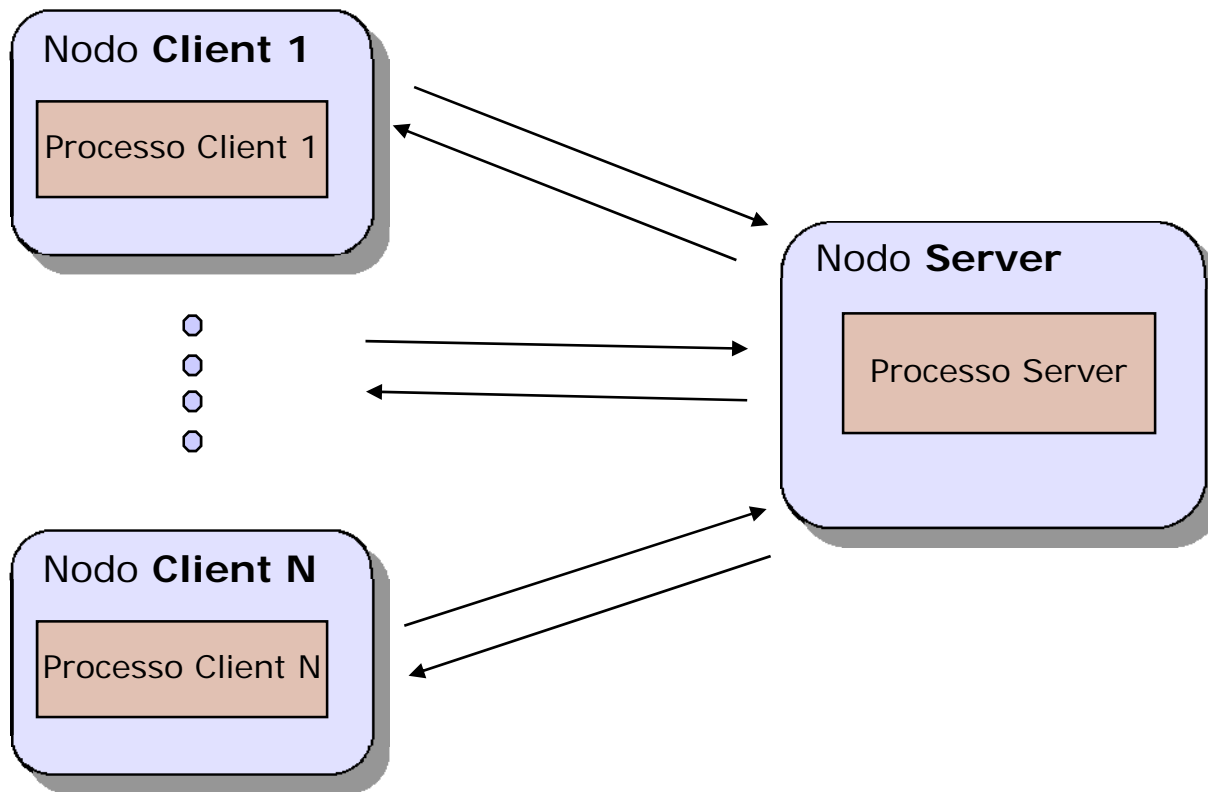 Nodo Client 1
Processo Client 1
Nodo Server
Processo Server
Nodo Client N
Processo Client N